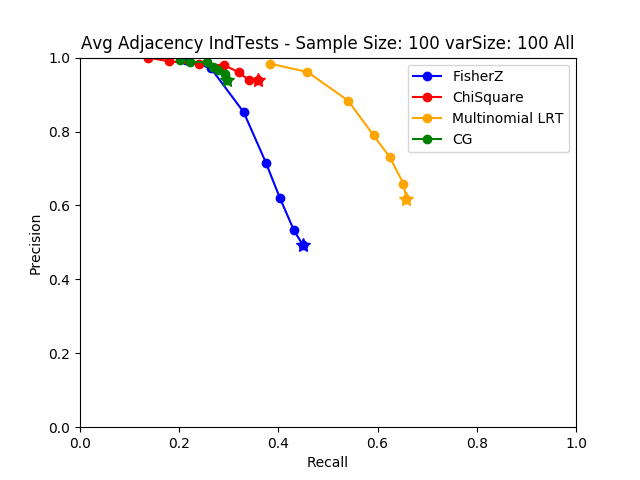 Avg Adjacency IndTests - Sample Size: 100 varSize: 100 All
FisherZ
ChiSquare
Multinomial LRT
CG
1.0
0.8
0.6
0.4
0.2
0.0
Precision
0.0 0.2 0.4 0.6 0.8 1.0
Recall